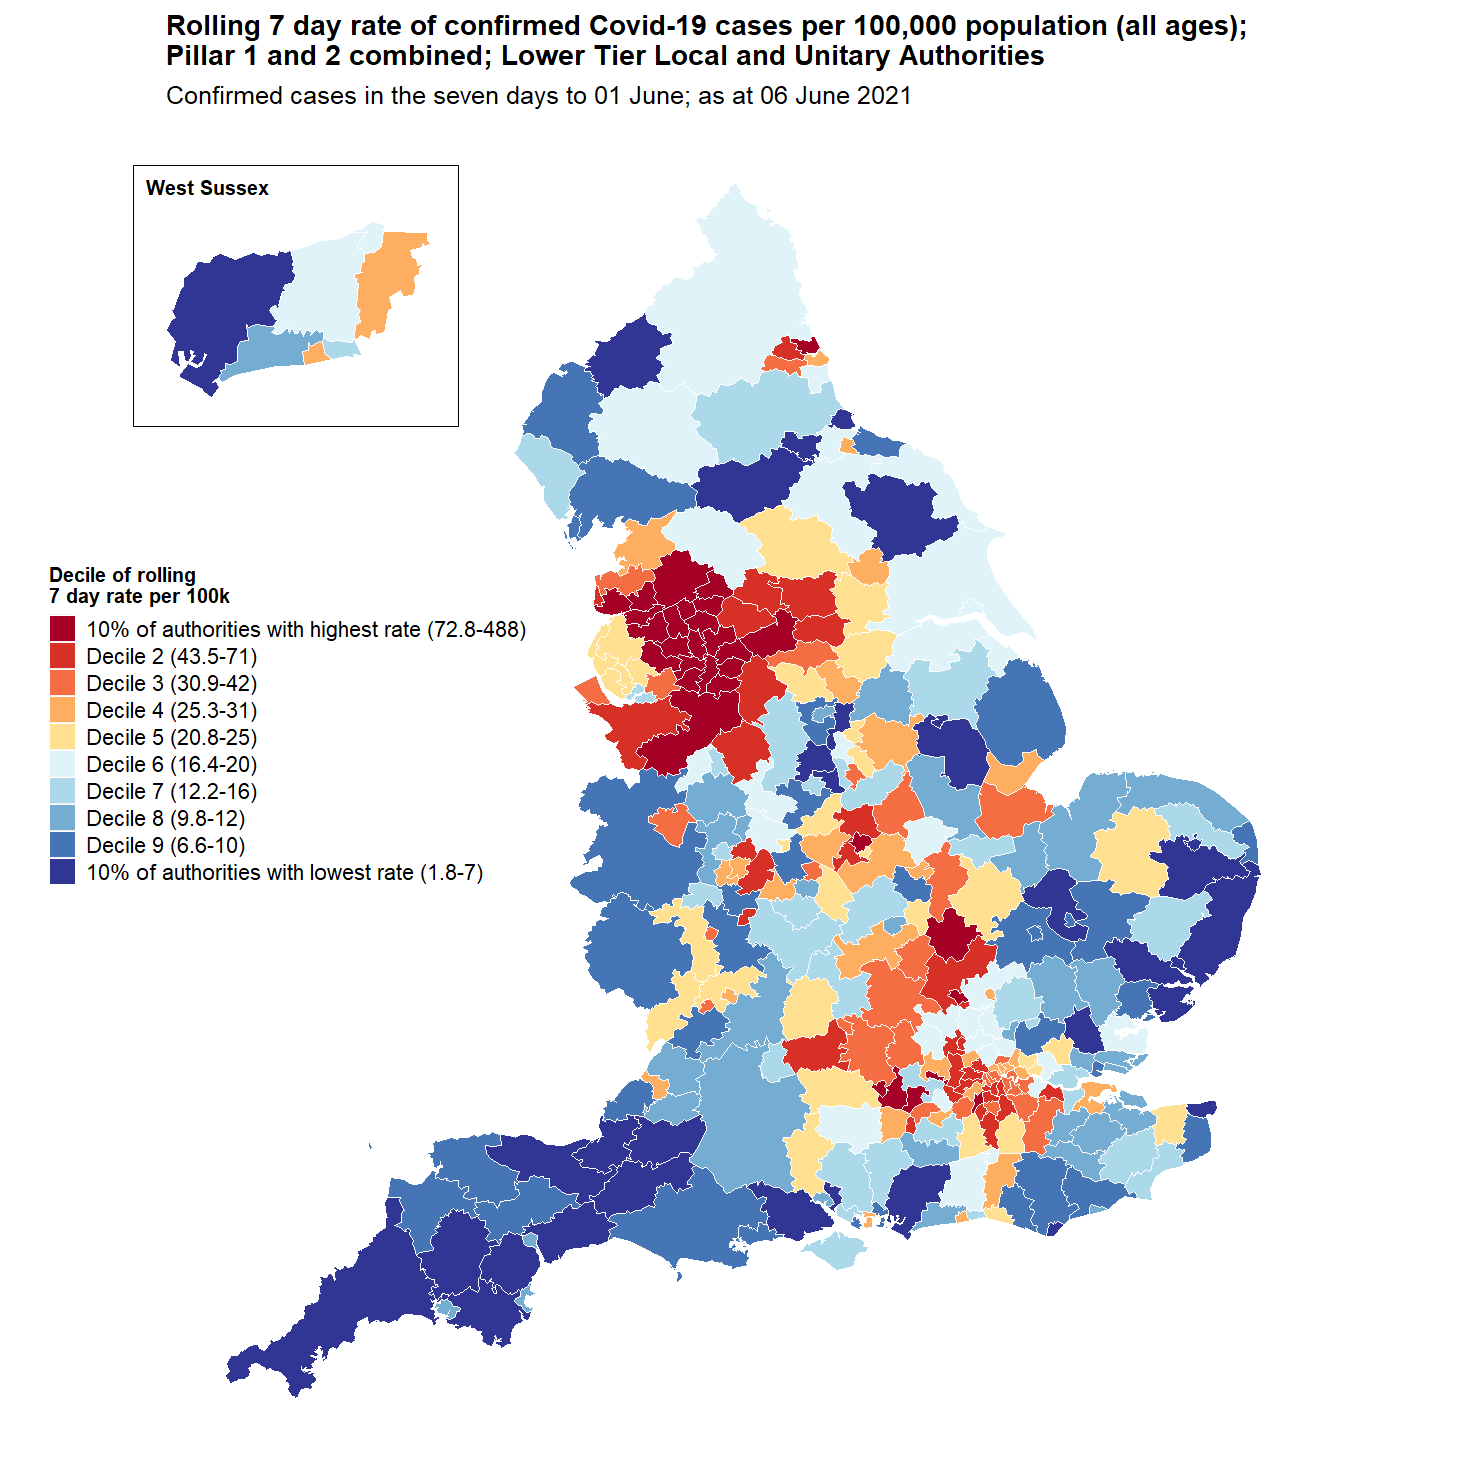 Rolling 7 day rate of confirmed Covid-19 cases per 100,000 population (all ages);
Pillar 1 and 2 combined; Lower Tier Local and Unitary Authorities
Confirmed cases in the seven days to 01 June; as at 06 June 2021
West Sussex
Decile of rolling
7 day rate per 100k
10% of authorities with highest rate (72.8-488)
Decile 2 (43.5-71)
Decile 3 (30.9-42)
Decile 4 (25.3-31)
Decile 5 (20.8-25)
Decile 6 (16.4-20)
Decile 7 (12.2-16)
Decile 8 (9.8-12)
Decile 9 (6.6-10)
10% of authorities with lowest rate (1.8-7)